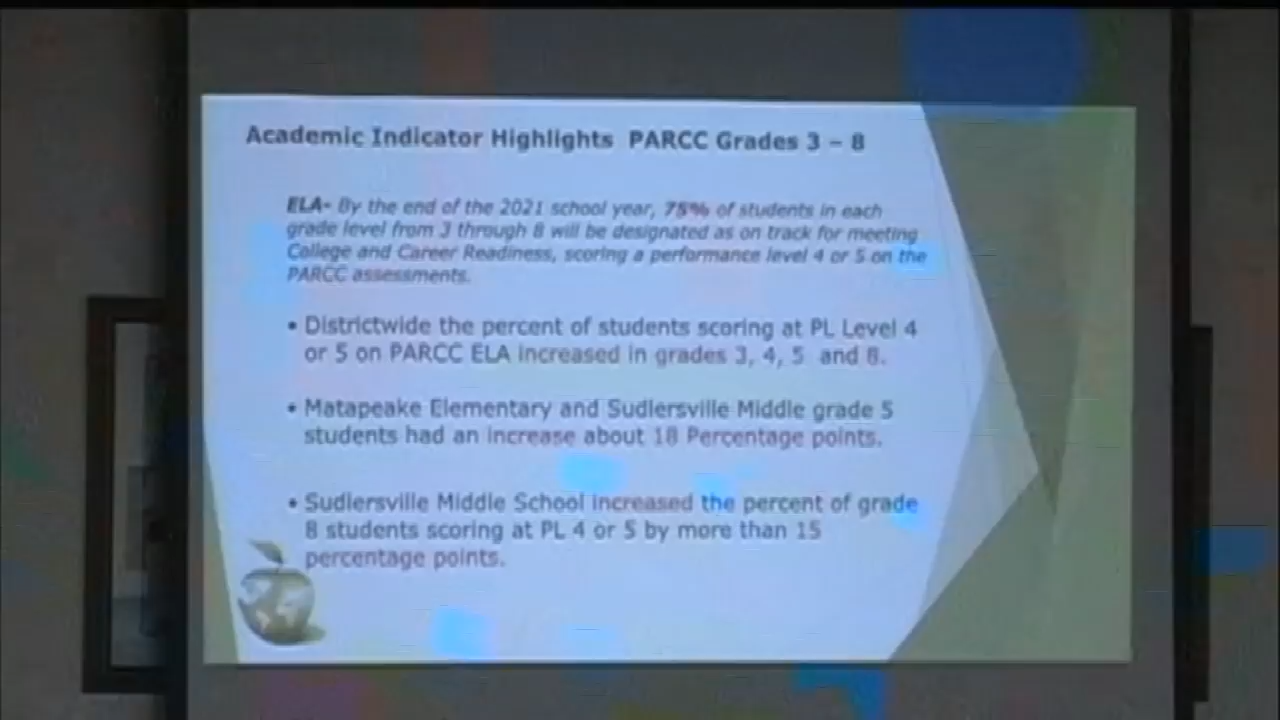 Academic Indicator Highlights PARCC Grades 3 – 8
ELA- By the end of the 2021 school year, 75% of students in each
grade level from 3 through 8 will be designated as on track for meeting
College and Career Readiness, scoring a performance level 4 or 5 on the
PARCC assessments.
• Districtwide the percent of students scoring at PL Level 4
or 5 on PARCC ELA increased in grades 3, 4, 5 and 8.
• Matapeake Elementary and Sudlersville Middle grade 5
students had an increase about 18 Percentage points.
• Sudlersville Middle School increased the percent of grade
8 students scoring at PL 4 or 5 by more than 15
percentage points.